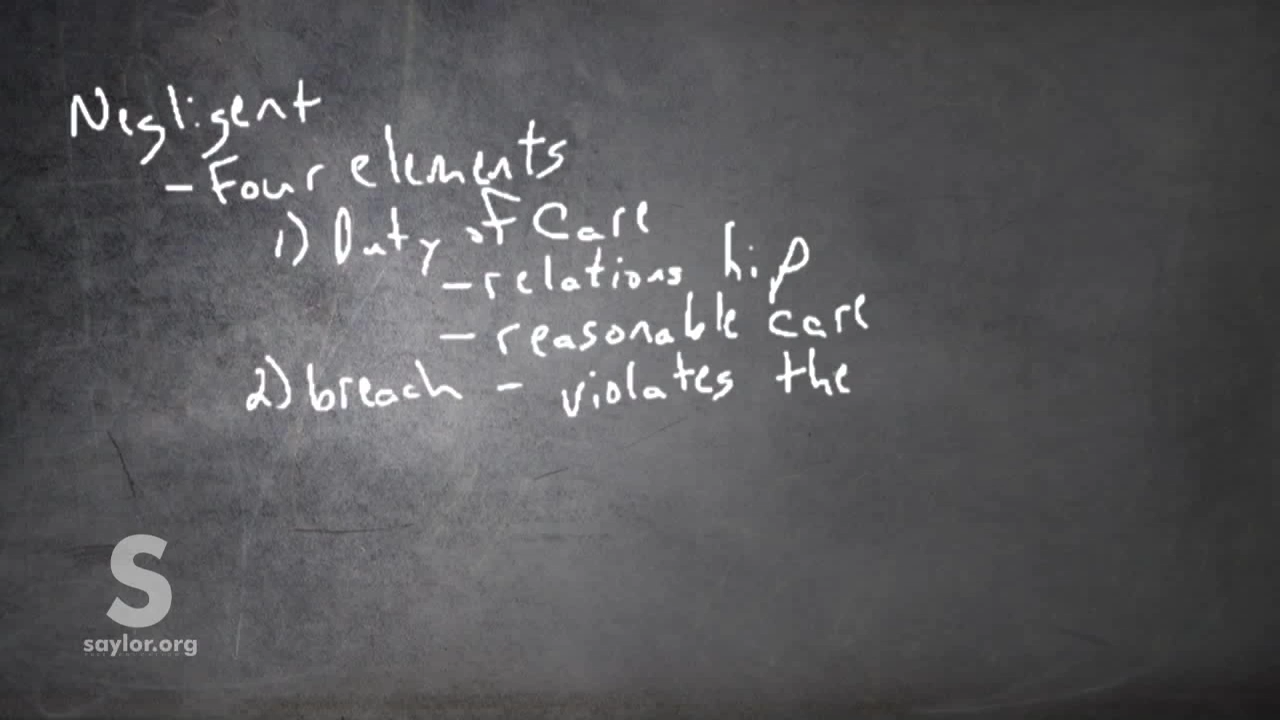 Negligent
- Four elements
1) Duty of Care
- relationship
- reasonable care
2) breach - violates the
S
saylor.org